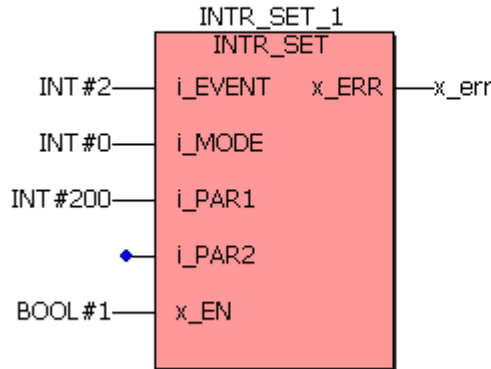 INTR_SET_1
INTR_SET
INT#2 i_EVENT x_ERR x_err
INT#0 i_MODE
INT#200 i_PAR1
i_PAR2
BOOL#1 x_EN